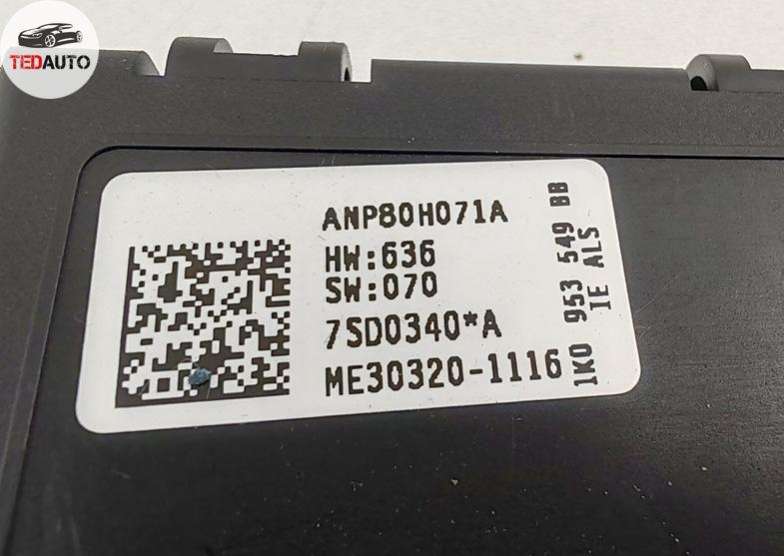 TEDAUTO
ANP80H071A
HW:636
SW:070
7SD0340*A
ME30320-1116
1K0 953 549 BB
IE ALS